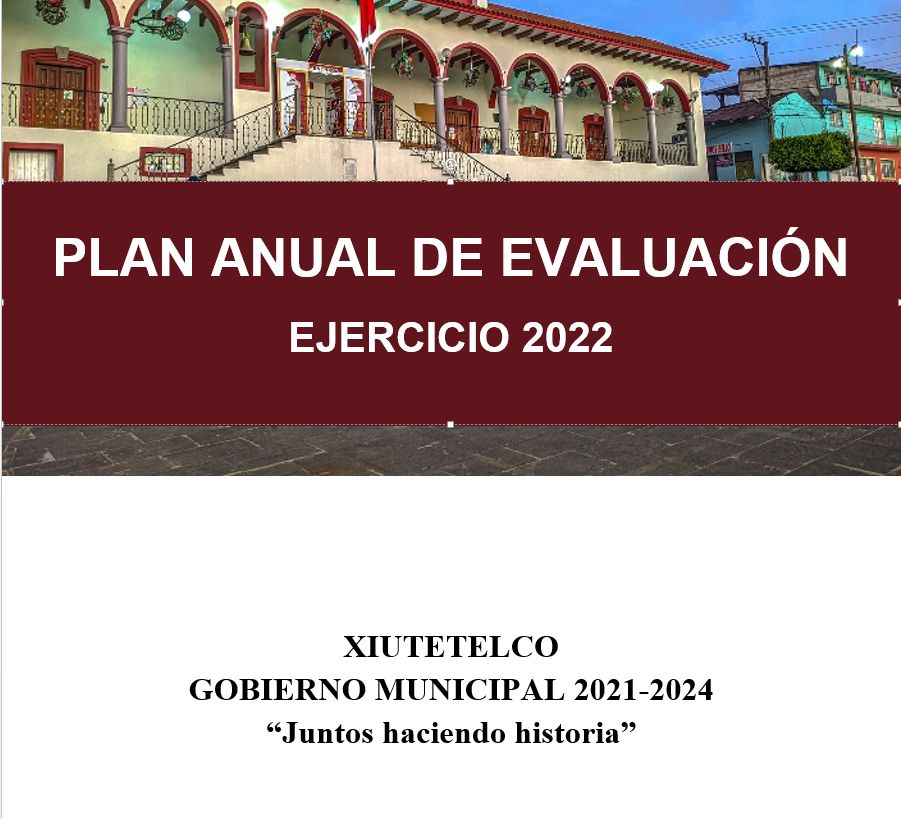 PLAN ANUAL DE EVALUACIÓN
EJERCICIO 2022
XIUTETELCO
GOBIERNO MUNICIPAL 2021-2024
“Juntos haciendo historia”